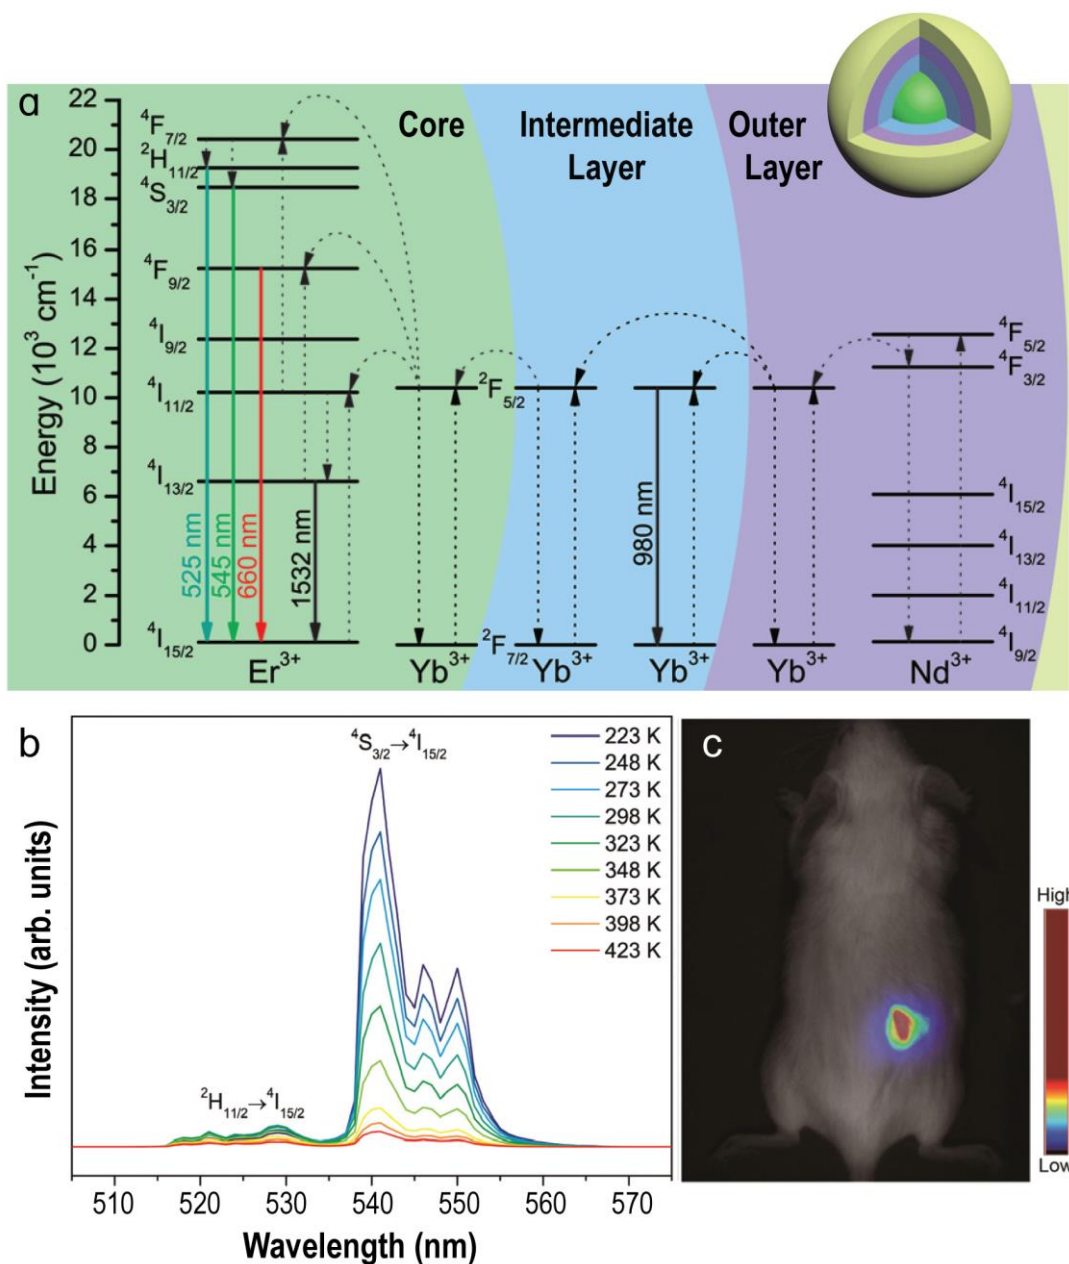 a
Core
Intermediate
Layer
Outer
Layer
Energy (10³ cm⁻¹)
22
20
18
16
14
12
10
8
6
4
2
0
⁴F₇/₂
²H₁₁/₂
⁴S₃/₂
⁴F₉/₂
⁴I₉/₂
⁴I₁₁/₂
⁴I₁₃/₂
⁴I₁₅/₂
525 nm
545 nm
660 nm
1532 nm
²F₅/₂
²F₇/₂
980 nm
⁴F₅/₂
⁴F₃/₂
⁴I₁₅/₂
⁴I₁₃/₂
⁴I₁₁/₂
⁴I₉/₂
Er³⁺
Yb³⁺
Yb³⁺
Yb³⁺
Yb³⁺
Nd³⁺
b
⁴S₃/₂→⁴I₁₅/₂
²H₁₁/₂→⁴I₁₅/₂
223 K
248 K
273 K
298 K
323 K
348 K
373 K
398 K
423 K
Intensity (arb. units)
510 520 530 540 550 560 570
Wavelength (nm)
c
High
Low